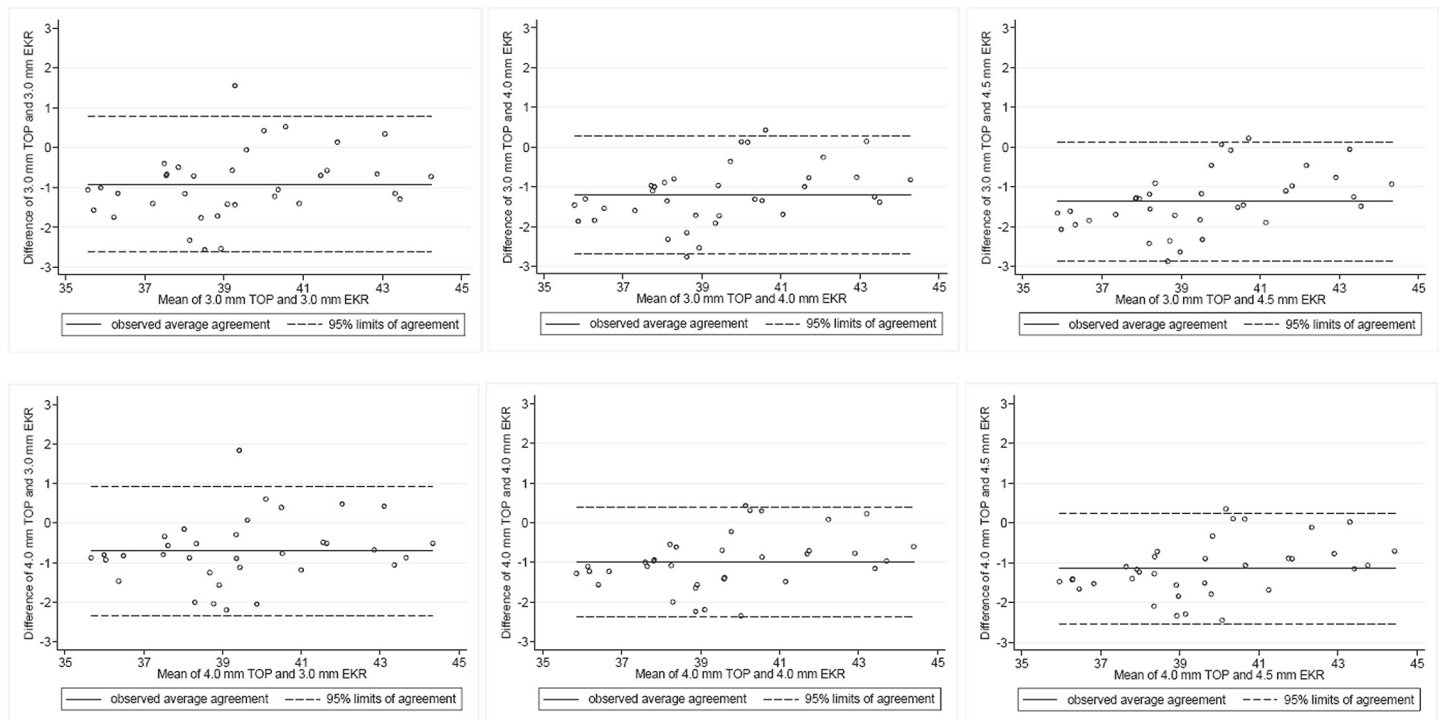 Difference of 3.0 mm TOP and 3.0 mm EKR
3
2
1
0
-1
-2
-3
35 37 39 41 43 45
Mean of 3.0 mm TOP and 3.0 mm EKR
observed average agreement 95% limits of agreement
Difference of 3.0 mm TOP and 4.0 mm EKR
3
2
1
0
-1
-2
-3
35 37 39 41 43 45
Mean of 3.0 mm TOP and 4.0 mm EKR
observed average agreement 95% limits of agreement
Difference of 3.0 mm TOP and 4.5 mm EKR
3
2
1
0
-1
-2
-3
35 37 39 41 43 45
Mean of 3.0 mm TOP and 4.5 mm EKR
observed average agreement 95% limits of agreement
Difference of 4.0 mm TOP and 3.0 mm EKR
3
2
1
0
-1
-2
-3
35 37 39 41 43 45
Mean of 4.0 mm TOP and 3.0 mm EKR
observed average agreement 95% limits of agreement
Difference of 4.0 mm TOP and 4.0 mm EKR
3
2
1
0
-1
-2
-3
35 37 39 41 43 45
Mean of 4.0 mm TOP and 4.0 mm EKR
observed average agreement 95% limits of agreement
Difference of 4.0 mm TOP and 4.5 mm EKR
3
2
1
0
-1
-2
-3
35 37 39 41 43 45
Mean of 4.0 mm TOP and 4.5 mm EKR
observed average agreement 95% limits of agreement